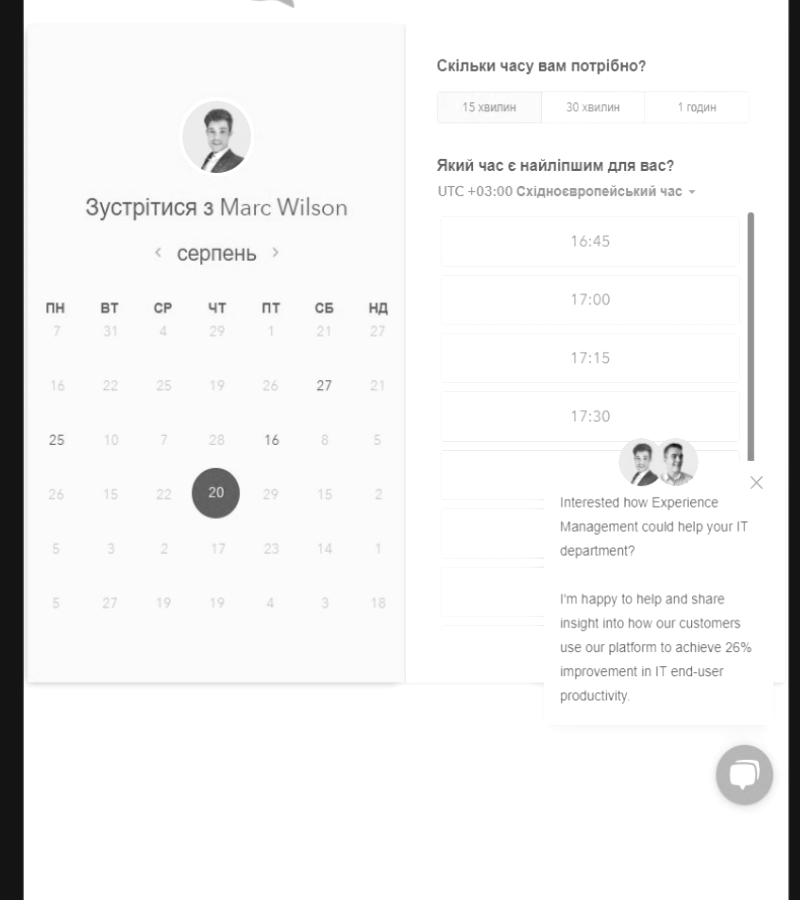 Зустрітися з Marc Wilson
серпень
ПН ВТ СР ЧТ ПТ СБ НД
7 31 4 29 1 21 27
16 22 25 19 26 27 21
25 10 7 28 16 8 5
26 15 22 20 29 15 2
5 3 2 17 23 14 1
5 27 19 19 4 3 18
Скільки часу вам потрібно?
15 хвилин 30 хвилин 1 годин
Який час є найліпшим для вас?
UTC +03:00 Східноєвропейський час
16:45
17:00
17:15
17:30
Interested how Experience
Management could help your IT
department?
I'm happy to help and share
insight into how our customers
use our platform to achieve 26%
improvement in IT end-user
productivity.